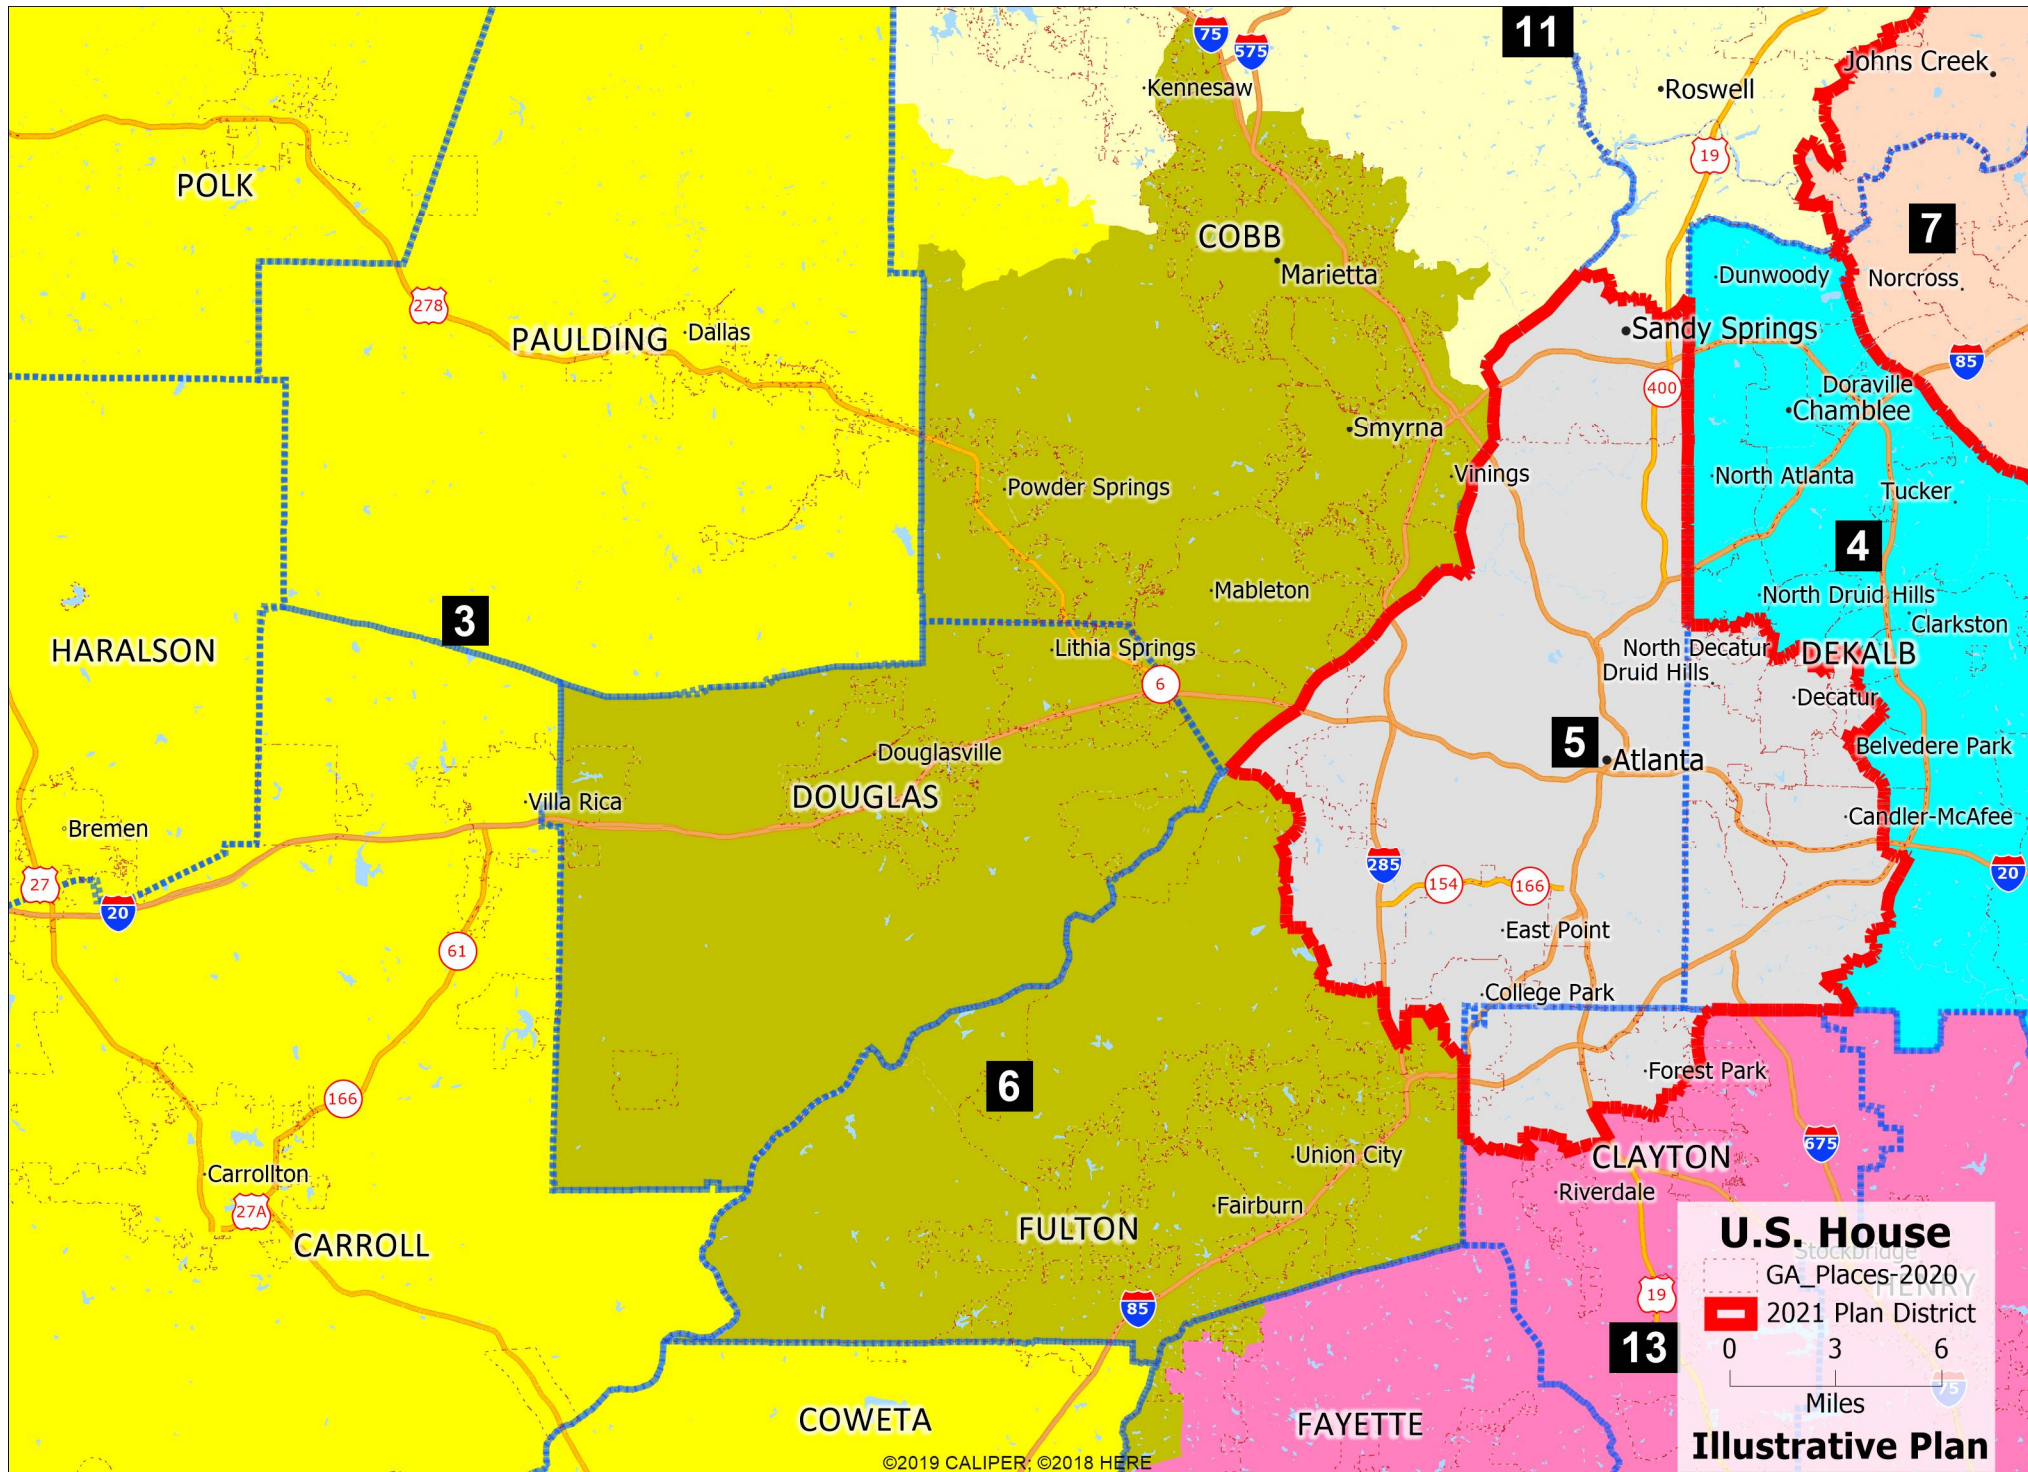 11
75
575
Johns Creek
Kennesaw
Roswell
19
POLK
COBB
7
Marietta
Dunwoody
Norcross
278
PAULDING
Dallas
Sandy Springs
85
400
Doraville
Chamblee
Smyrna
Vinings
North Atlanta
Powder Springs
Tucker
4
Mableton
North Druid Hills
3
Clarkston
HARALSON
Lithia Springs
North Decatur
DEKALB
Druid Hills
6
Decatur
5
Atlanta
Belvedere Park
Douglasville
DOUGLAS
Villa Rica
Bremen
Candler-McAfee
27
285
154
166
20
20
East Point
61
College Park
6
Forest Park
166
675
Union City
CLAYTON
Carrollton
Riverdale
27A
Fairburn
FULTON
CARROLL
U.S. House
Stockbridge
GA_Places-2020
HENRY
19
85
2021 Plan District
13
0 3 6
75
Miles
COWETA
FAYETTE
Illustrative Plan
©2019 CALIPER; ©2018 HERE